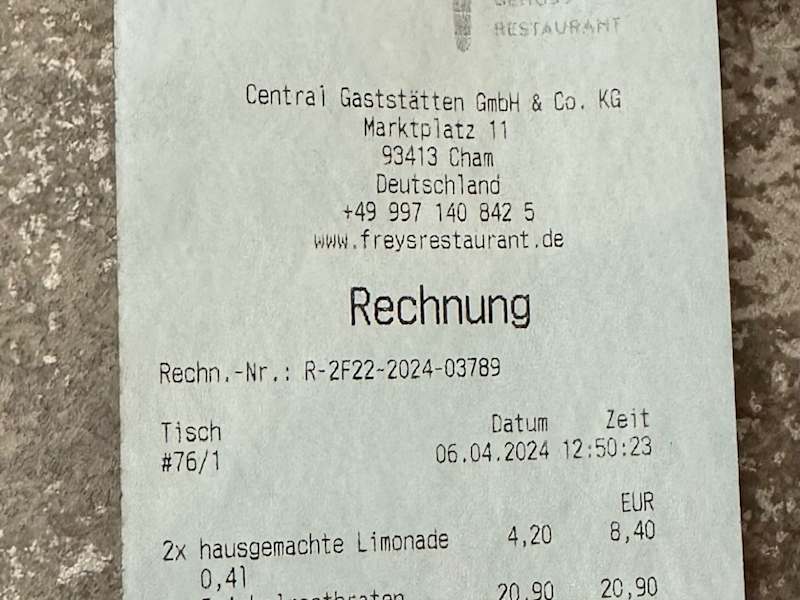 RESTAURANT
Central Gaststätten GmbH & Co. KG
Marktplatz 11
93413 Cham
Deutschland
+49 997 140 842 5
www.freysrestaurant.de
Rechnung
Rechn.-Nr.: R-2F22-2024-03789
Tisch Datum Zeit
#76/1 06.04.2024 12:50:23
EUR
2x hausgemachte Limonade 4,20 8,40
0,4l
20,90 20,90